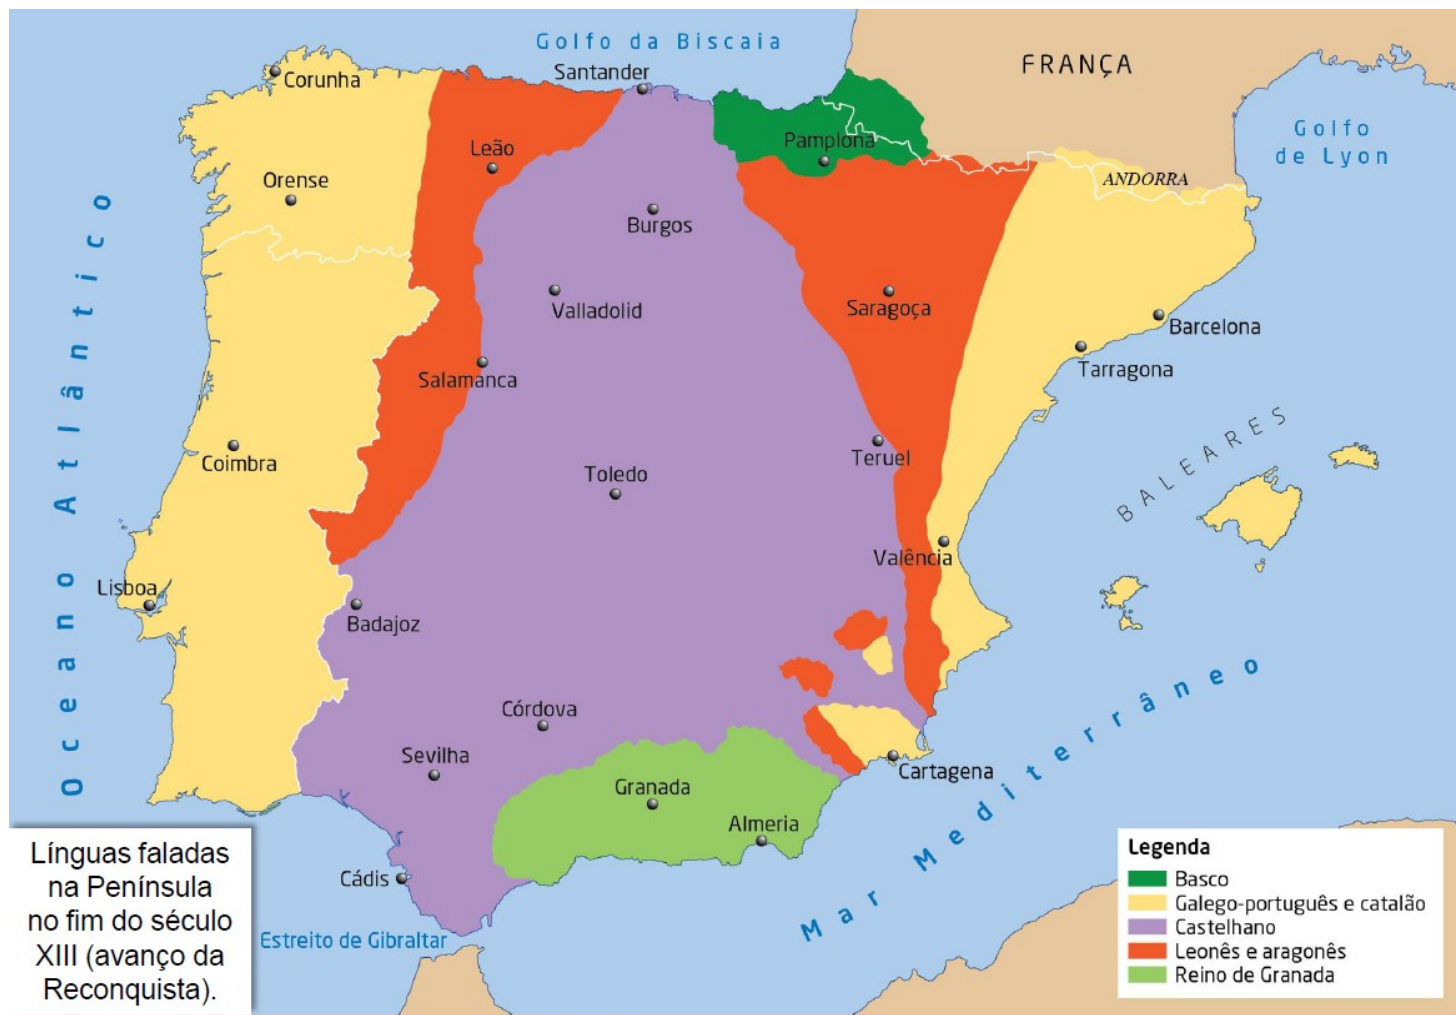 Golfo da Biscaia
Santander
Corunha
FRANÇA
Golfo
de Lyon
Leão
Pamplona
Orense
ANDORRA
Burgos
Valladolid
Saragoça
Barcelona
Tarragona
Salamanca
Oceano Atlântico
Coimbra
Toledo
Teruel
BALEARES
Valência
Lisboa
Badajoz
Córdova
Sevilha
Cartagena
Granada
Almeria
Mar Mediterrâneo
Cádis
Estreito de Gibraltar
Línguas faladas
na Península
no fim do século
XIII (avanço da
Reconquista).
Legenda
Basco
Galego-português e catalão
Castelhano
Leonês e aragonês
Reino de Granada